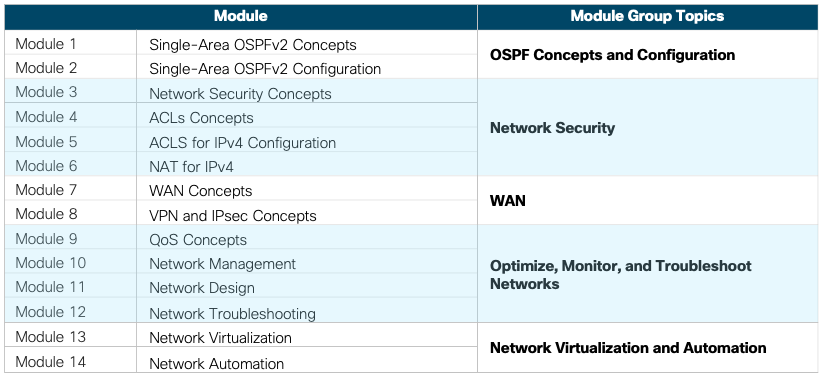 Module Module Group Topics
Module 1 Single-Area OSPFv2 Concepts
OSPF Concepts and Configuration
Module 2 Single-Area OSPFv2 Configuration
Module 3 Network Security Concepts
Module 4 ACLs Concepts
Network Security
Module 5 ACLS for IPv4 Configuration
Module 6 NAT for IPv4
Module 7 WAN Concepts
WAN
Module 8 VPN and IPsec Concepts
Module 9 QoS Concepts
Module 10 Network Management
Optimize, Monitor, and Troubleshoot
Networks
Module 11 Network Design
Module 12 Network Troubleshooting
Module 13 Network Virtualization
Network Virtualization and Automation
Module 14 Network Automation